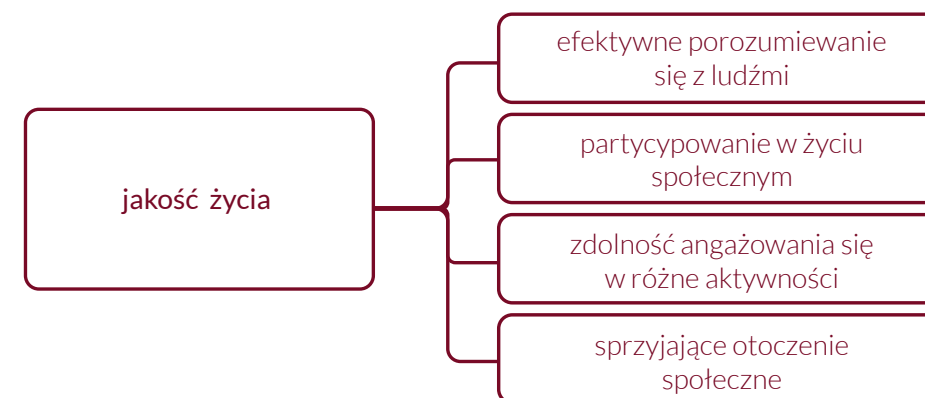 jakość życia
efektywne porozumiewanie
się z ludźmi
partycypowanie w życiu
społecznym
zdolność angażowania się
w różne aktywności
sprzyjające otoczenie
społeczne